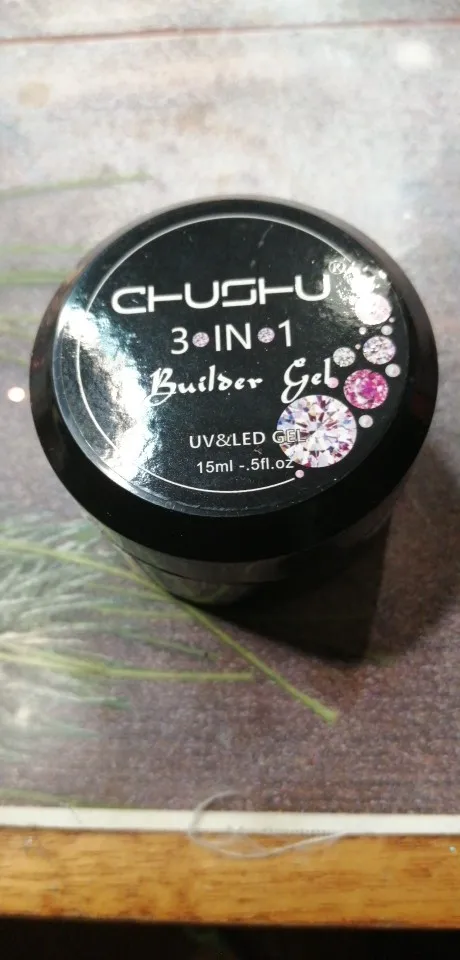 CHUSHU®
3•IN•1
Builder Gel
UV&LED GEL
15ml -.5fl.oz